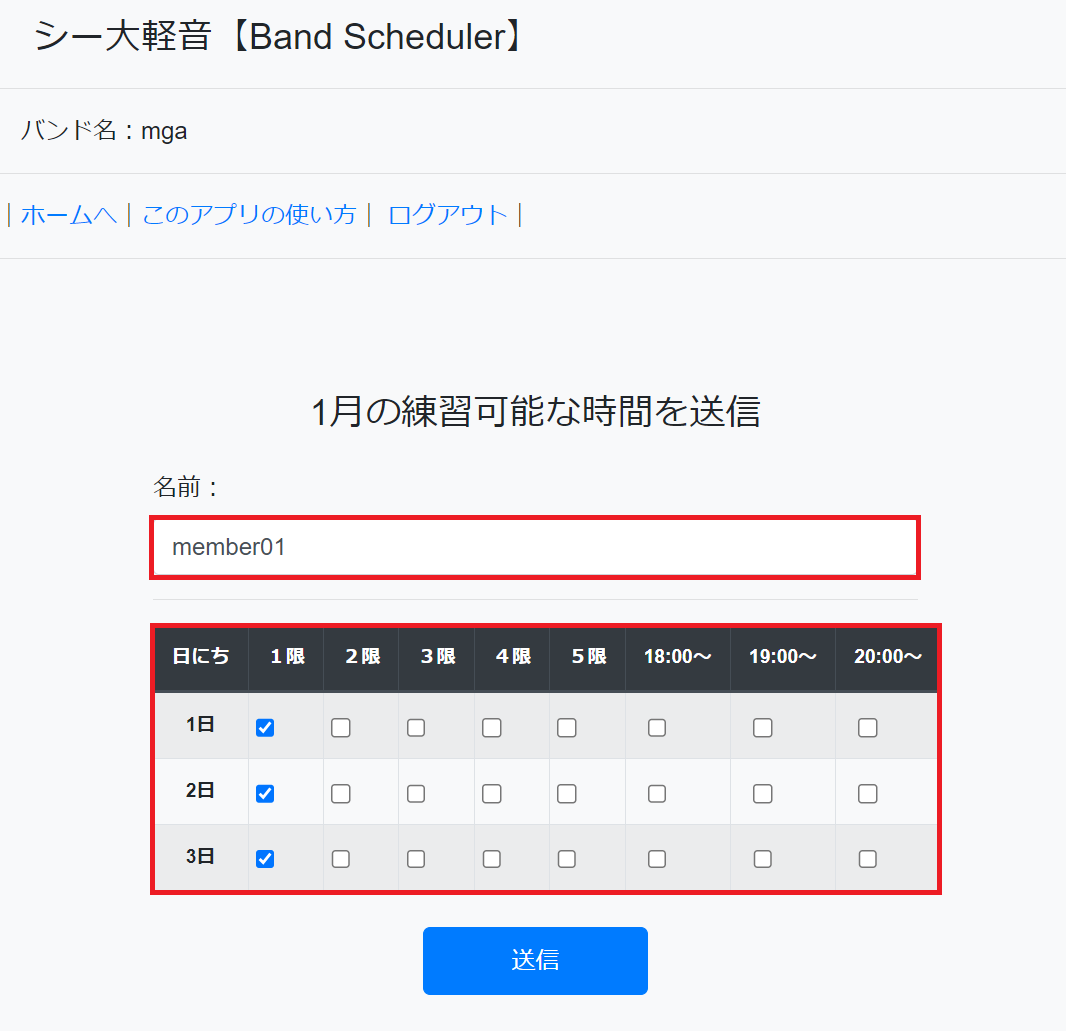 シー大軽音【Band Scheduler】
バンド名：mga
| ホームへ | このアプリの使い方 | ログアウト |
1月の練習可能な時間を送信
名前：
member01
日にち １限 ２限 ３限 ４限 ５限 18:00～ 19:00～ 20:00～
1日
2日
3日
送信